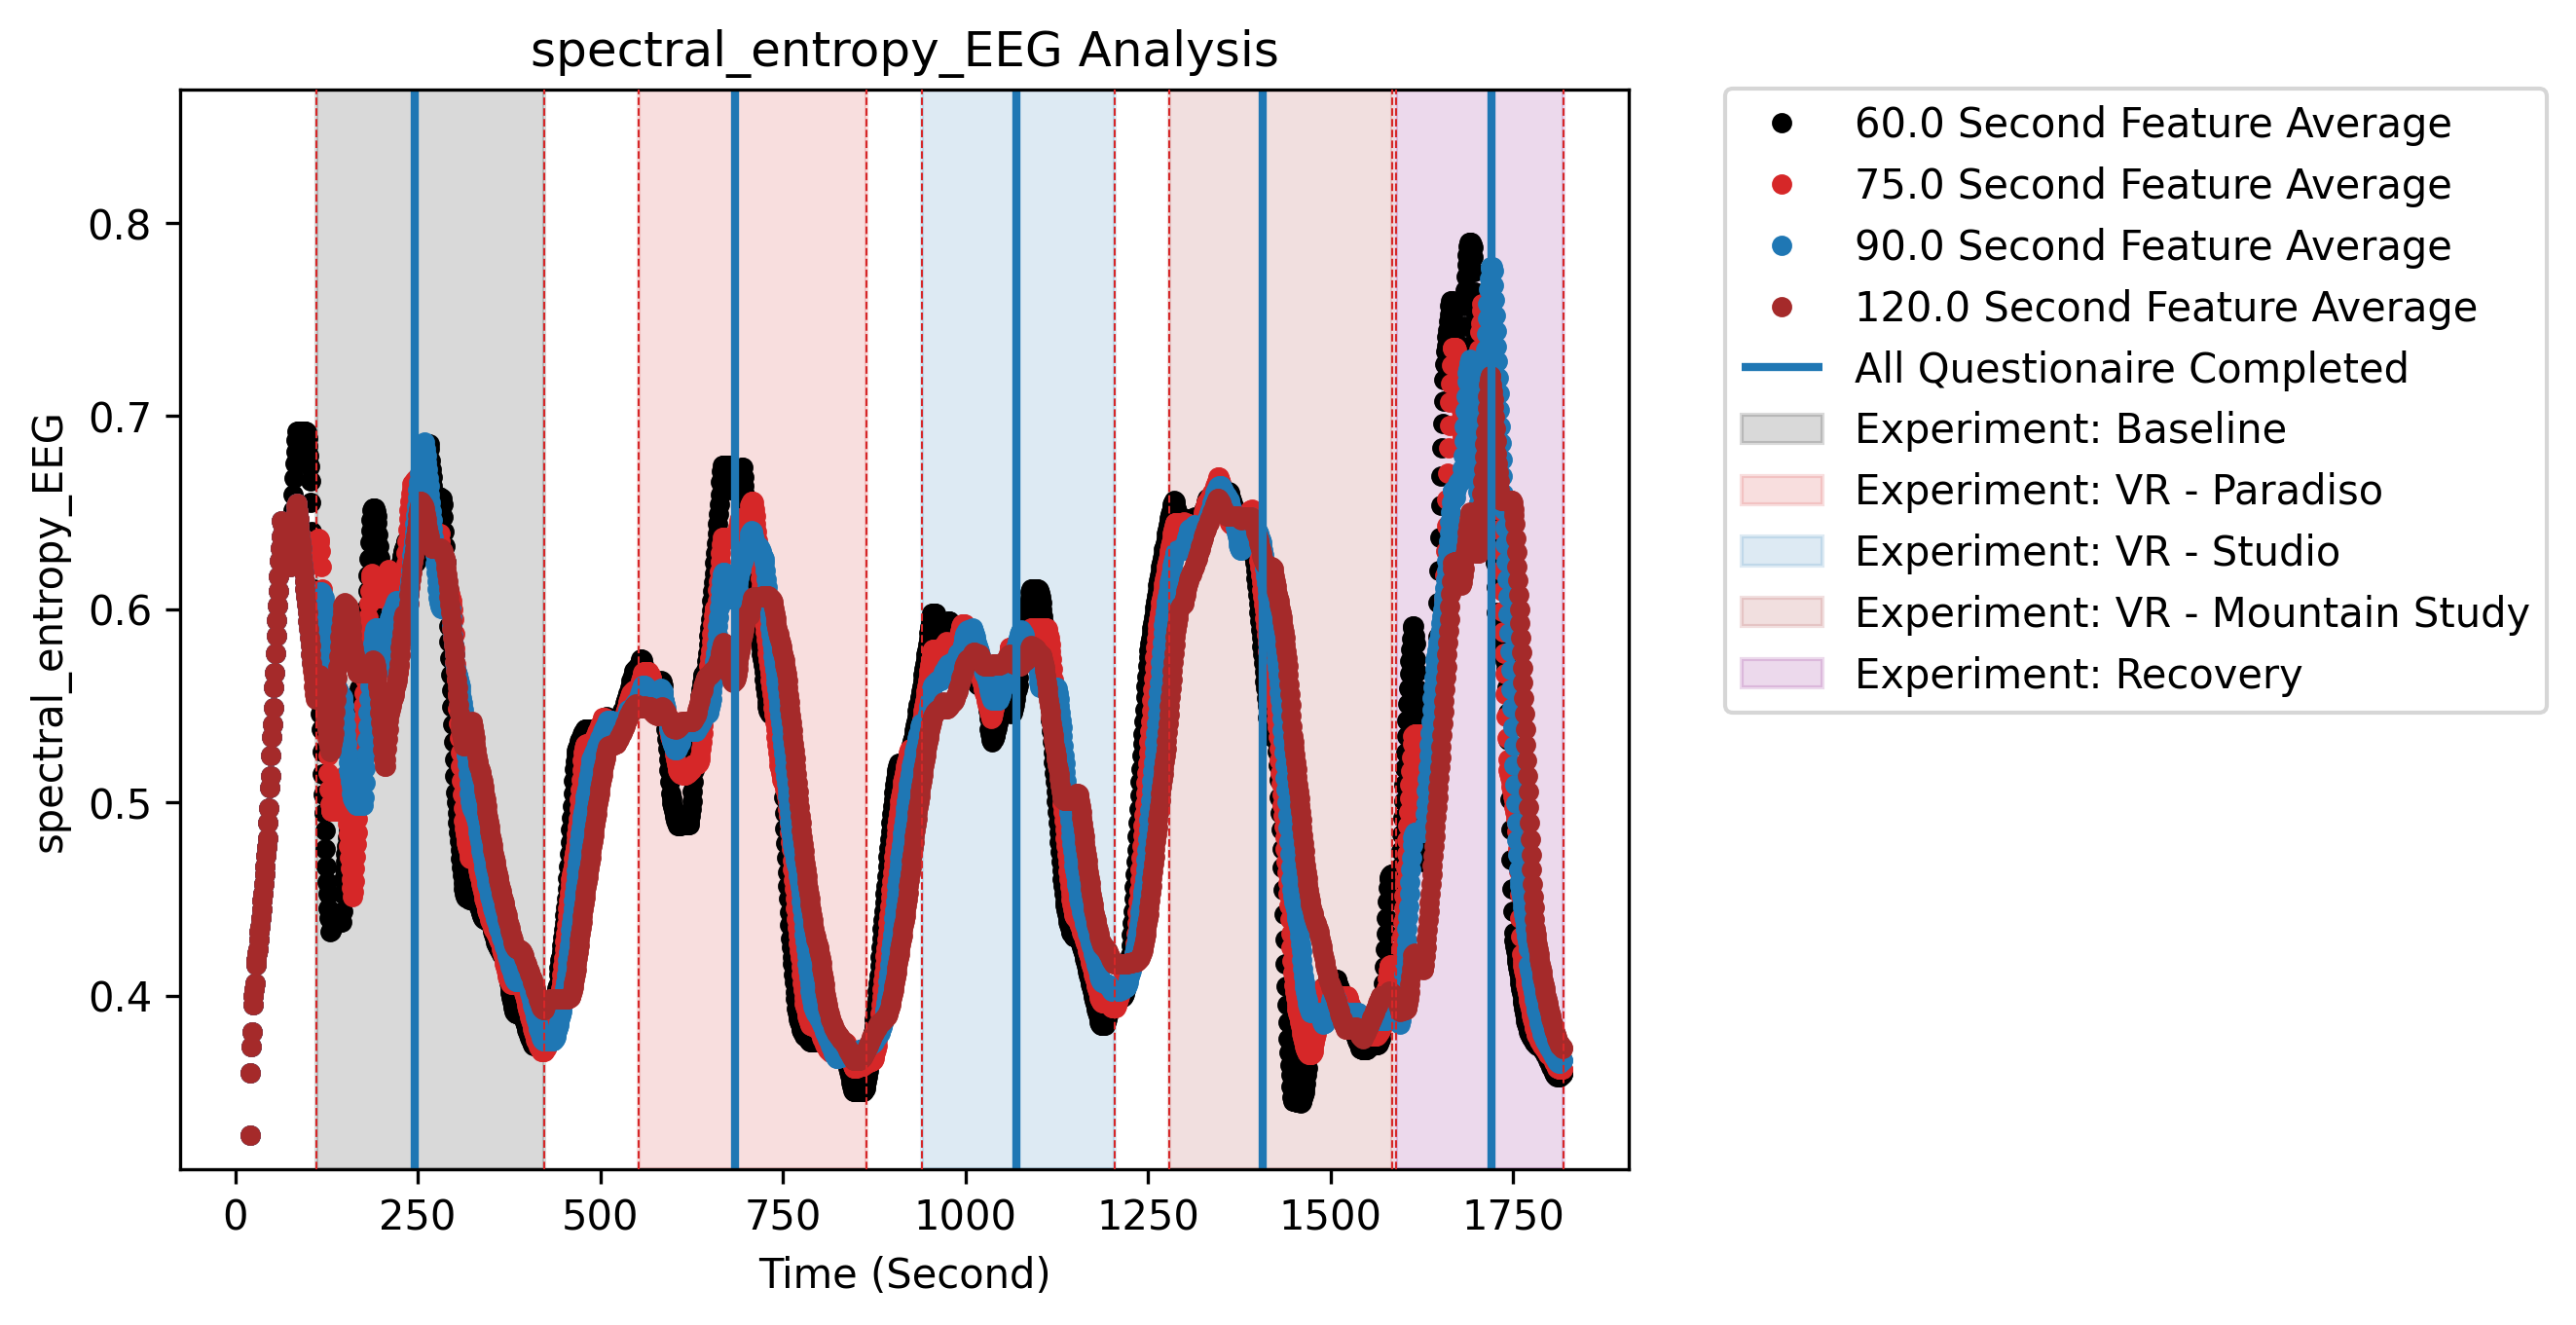 spectral_entropy_EEG Analysis
spectral_entropy_EEG
0.8
0.7
0.6
0.5
0.4
0
250
500
750
1000
1250
1500
1750
Time (Second)
60.0 Second Feature Average
75.0 Second Feature Average
90.0 Second Feature Average
120.0 Second Feature Average
All Questionaire Completed
Experiment: Baseline
Experiment: VR - Paradiso
Experiment: VR - Studio
Experiment: VR - Mountain Study
Experiment: Recovery